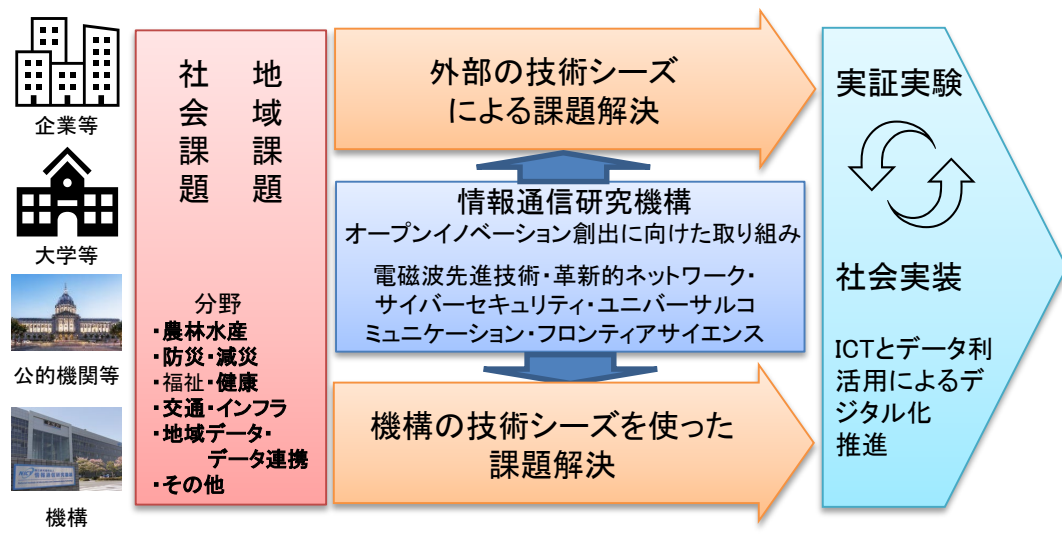 企業等
大学等
公的機関等
機構
地域課題
社会課題
分野
・農林水産
・防災・減災
・福祉・健康
・交通・インフラ
・地域データ・
データ連携
・その他
外部の技術シーズ
による課題解決
情報通信研究機構
オープンイノベーション創出に向けた取り組み
電磁波先進技術・革新的ネットワーク・
サイバーセキュリティ・ユニバーサルコ
ミュニケーション・フロンティアサイエンス
機構の技術シーズを使った
課題解決
実証実験
社会実装
ICTとデータ利
活用によるデ
ジタル化
推進